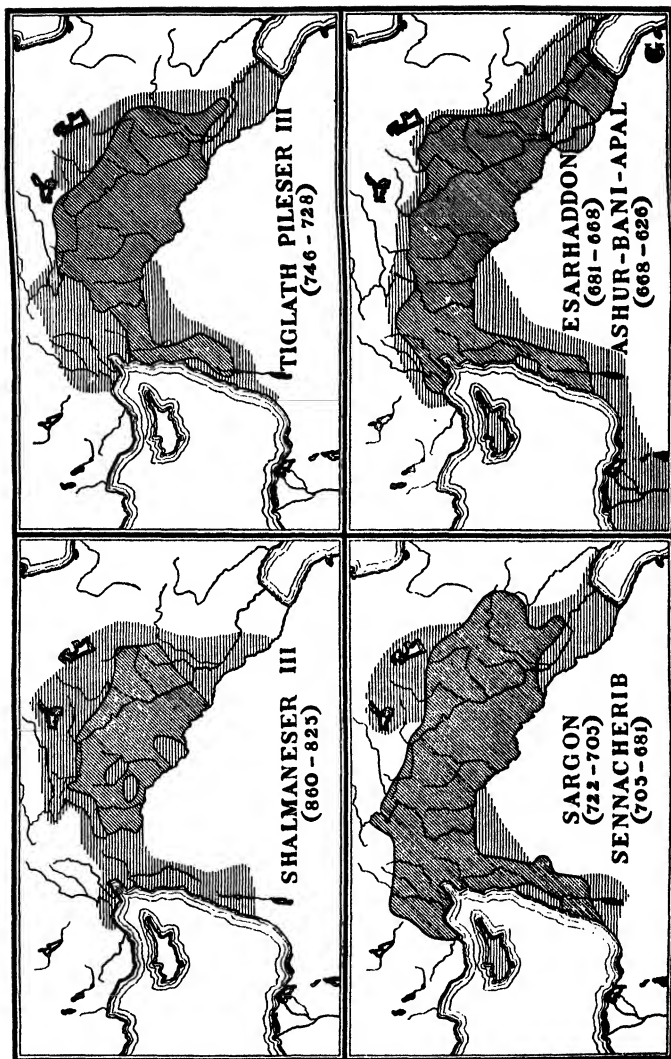 SHALMANESER III
(860–825)
TIGLATH PILESER III
(746–728)
SARGON
(722–705)
SENNACHERIB
(705–681)
ESARHADDON
(681–668)
ASHUR-BANI-APAL
(668–626)
G